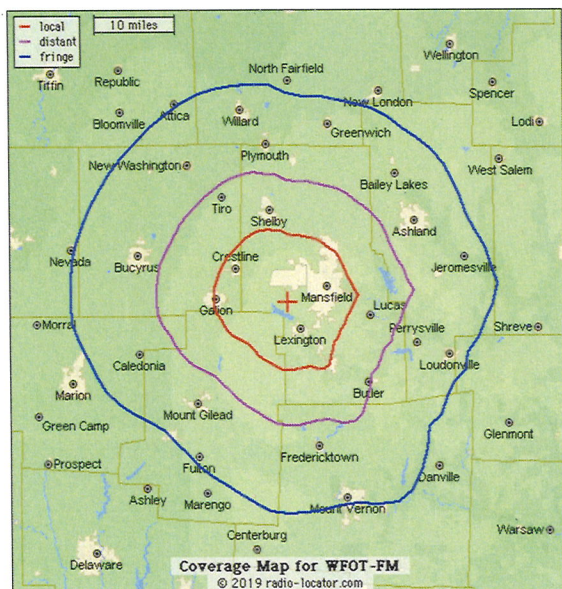 local
distant
fringe
10 miles
Wellington
North Fairfield
Republic
Tiffin
New London
Spencer
Attica
Willard
Bloomville
Greenwich
Lodi
Plymouth
New Washington
West Salem
Bailey Lakes
Tiro
Shelby
Ashland
Nevada
Bucyrus
Crestline
Jeromesville
Mansfield
Galion
Lucas
Morral
Lexington
Perrysville
Shreve
Caledonia
Loudonville
Marion
Butler
Mount Gilead
Green Camp
Glenmont
Fredericktown
Prospect
Fulton
Danville
Ashley
Marengo
Mount Vernon
Centerburg
Warsaw
Delaware
Coverage Map for WFOT-FM
© 2019 radio-locator.com